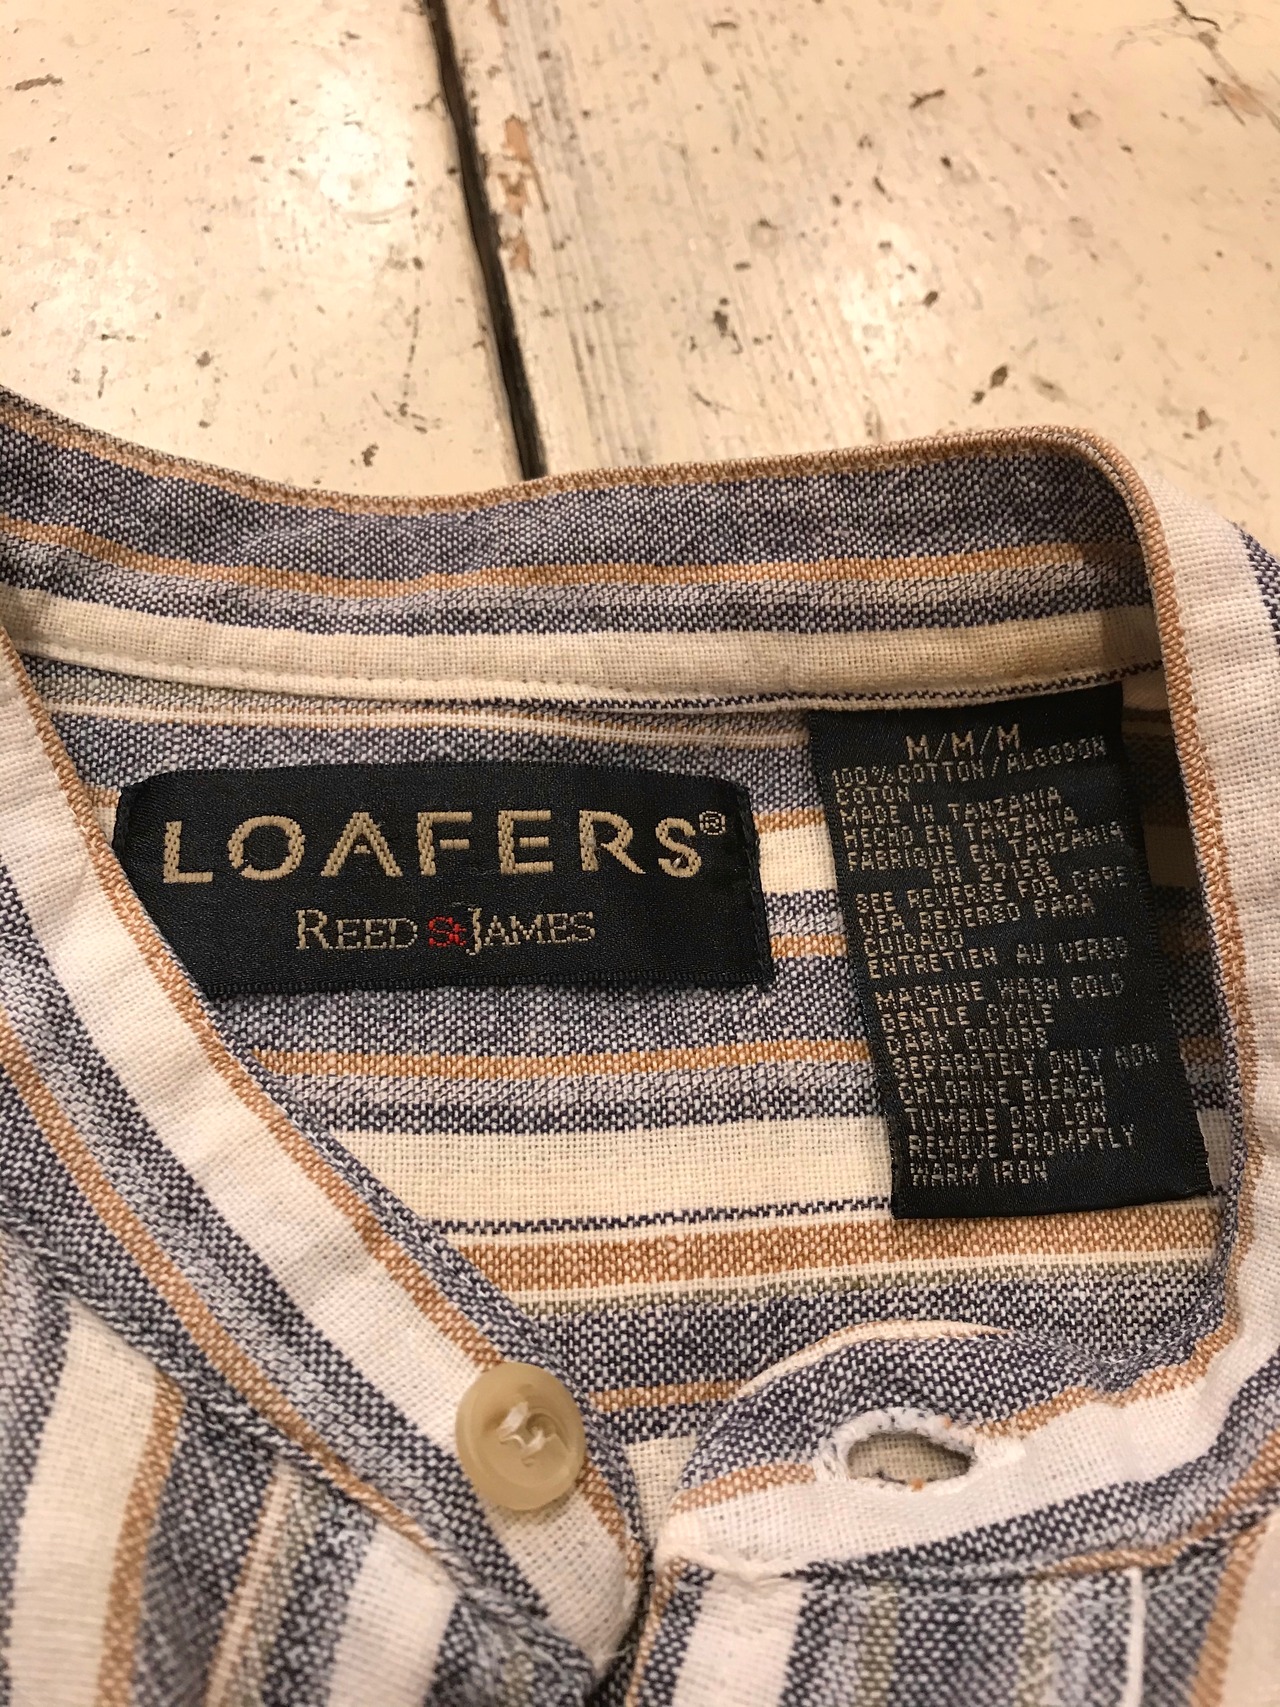 LOAFERS®
REED St. JAMES
M/M/M
100% COTTON/ALGODON
COTON
MADE IN TANZANIA
HECHO EN TANZANIA
FABRIQUE EN TANZANIA
RN 27158
SEE REVERSE FOR CARE
VEA REVERSO PARA
CUIDADO
ENTRETIEN AU VERSO
MACHINE WASH COLD
GENTLE CYCLE
DARK COLORS
SEPARATELY ONLY NON
CHLORINE BLEACH
TUMBLE DRY LOW
REMOVE PROMPTLY
WARM IRON